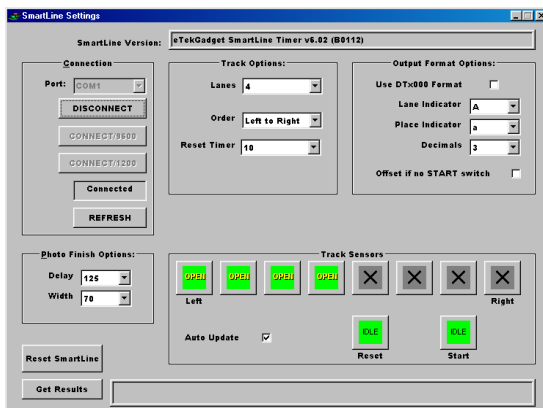 SmartLine Settings
SmartLine Version: eTekGadget SmartLine Timer v6.02 (B0112)
Connection
Port: COM1
DISCONNECT
CONNECT/9600
CONNECT/1200
Connected
REFRESH
Track Options:
Lanes 4
Order Left to Right
Reset Timer 10
Output Format Options:
Use DTx000 Format
Lane Indicator A
Place Indicator a
Decimals 3
Offset if no START switch
Photo Finish Options:
Delay 125
Width 70
Track Sensors
OPEN OPEN OPEN OPEN
Left Right
Auto Update
IDLE IDLE
Reset Start
Reset SmartLine
Get Results